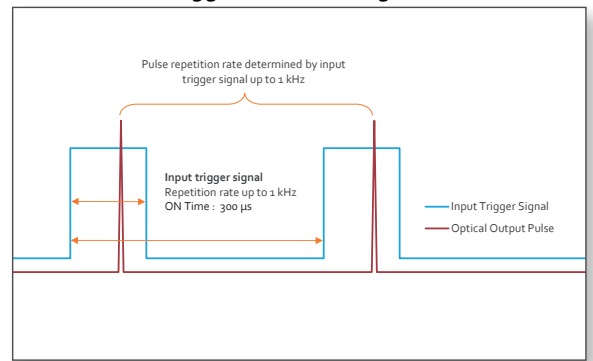 Pulse repetition rate determined by input
trigger signal up to 1 kHz
Input trigger signal
Repetition rate up to 1 kHz
ON Time : 300 µs
Input Trigger Signal
Optical Output Pulse